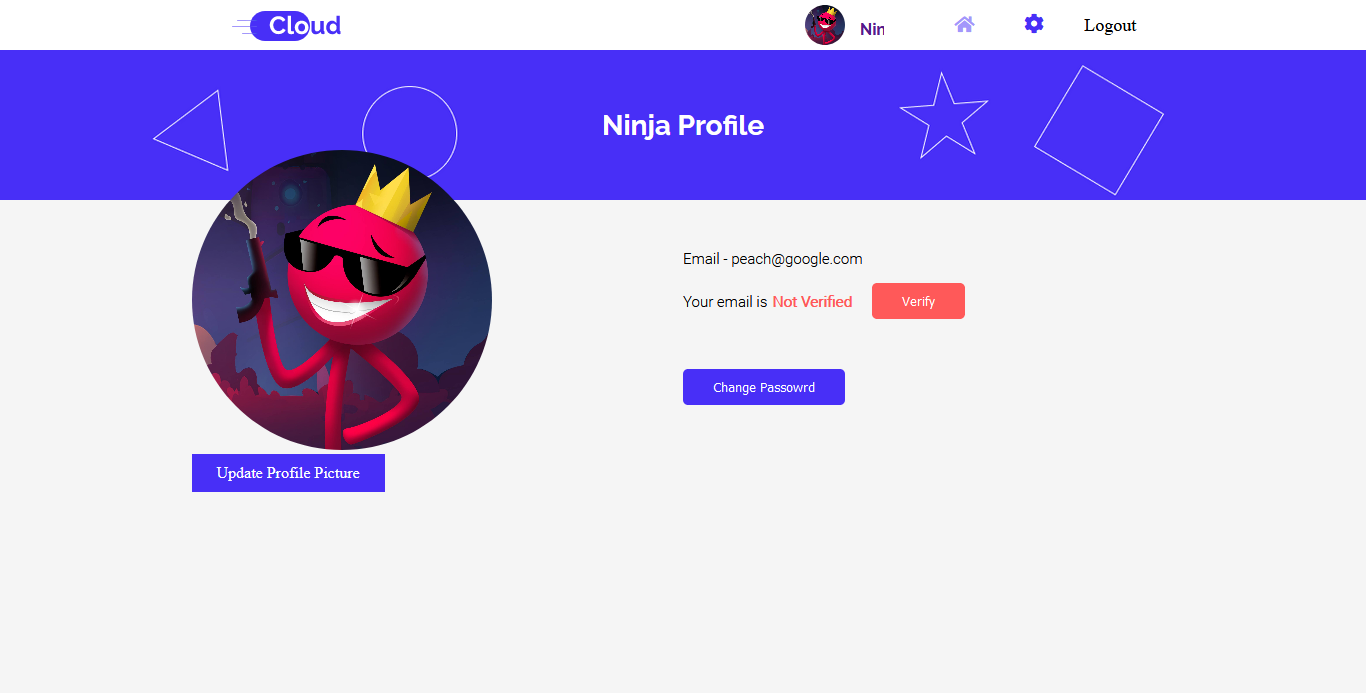 Cloud
Nin
Logout
Ninja Profile
Email - peach@google.com
Your email is Not Verified
Verify
Change Passowrd
Update Profile Picture